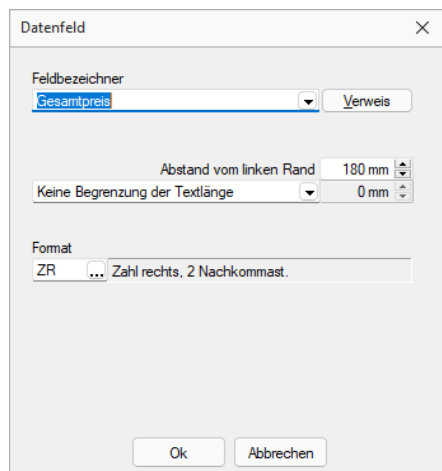 Datenfeld
Feldbezeichner
Gesamtpreis
Verweis
Abstand vom linken Rand 180 mm
Keine Begrenzung der Textlänge 0 mm
Format
ZR ... Zahl rechts, 2 Nachkommast.
Ok Abbrechen